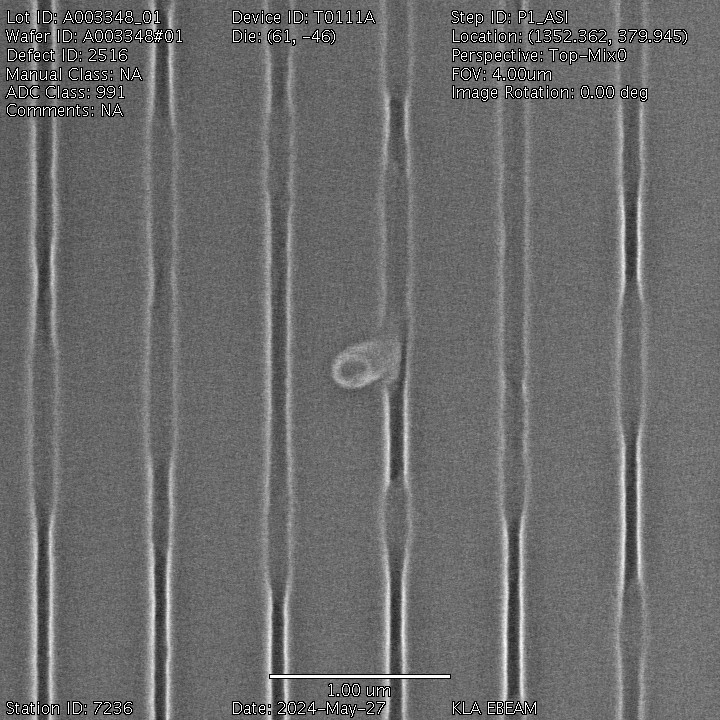 Lot ID: A003348_01
Wafer ID: A003348#01
Defect ID: 2516
Manual Class: NA
ADC Class: 991
Comments: NA
Device ID: T0111A
Die: (61, -46)
Step ID: P1_ASI
Location: (1352.362, 379.945)
Perspective: Top-Mix0
FOV: 4.00um
Image Rotation: 0.00 deg
1.00 um
Station ID: 7236
Date: 2024-May-27
KLA EBEAM